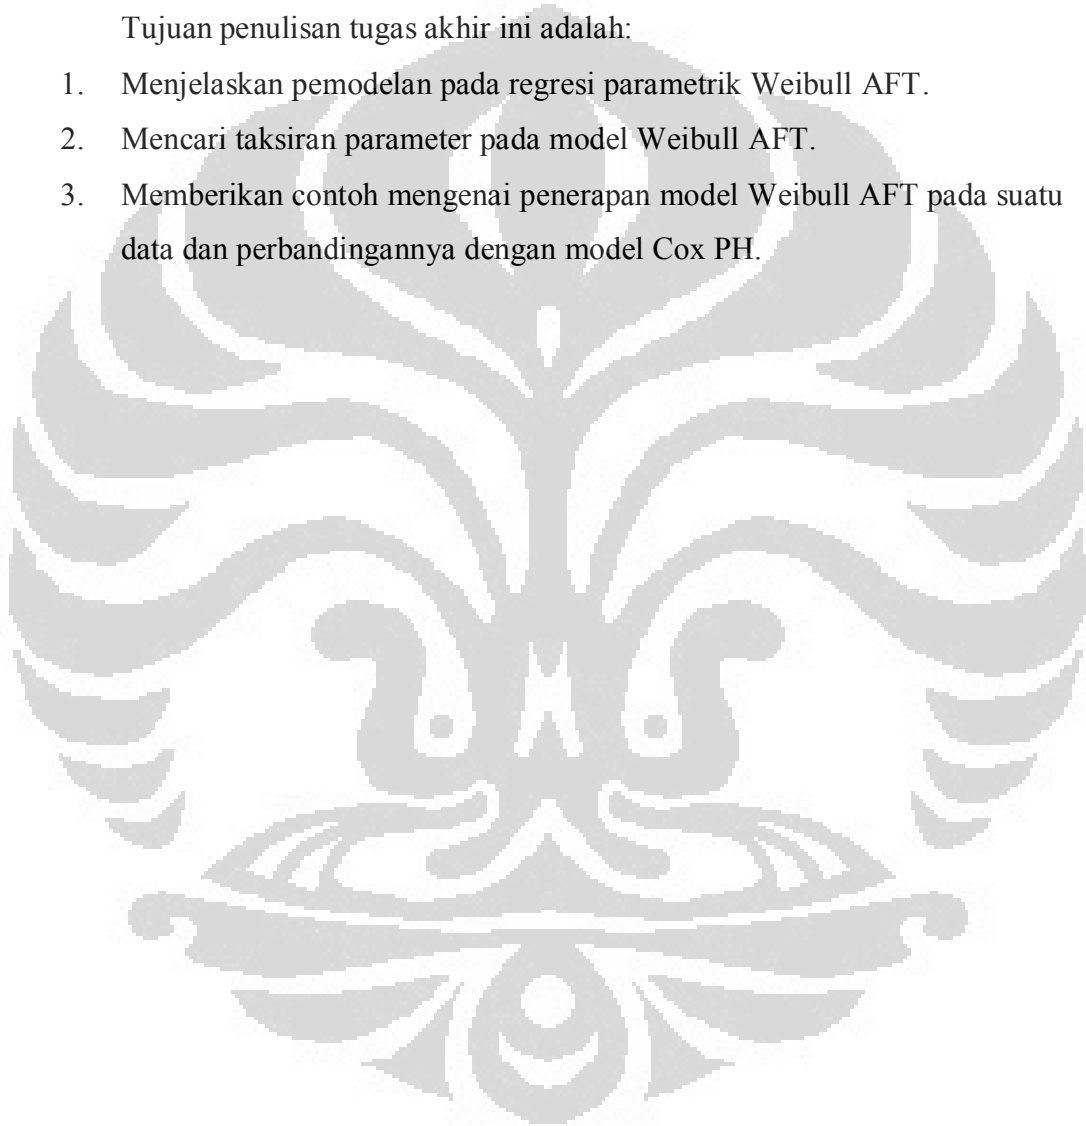 Tujuan penulisan tugas akhir ini adalah:
1. Menjelaskan pemodelan pada regresi parametrik Weibull AFT.
2. Mencari taksiran parameter pada model Weibull AFT.
3. Memberikan contoh mengenai penerapan model Weibull AFT pada suatu
data dan perbandingannya dengan model Cox PH.